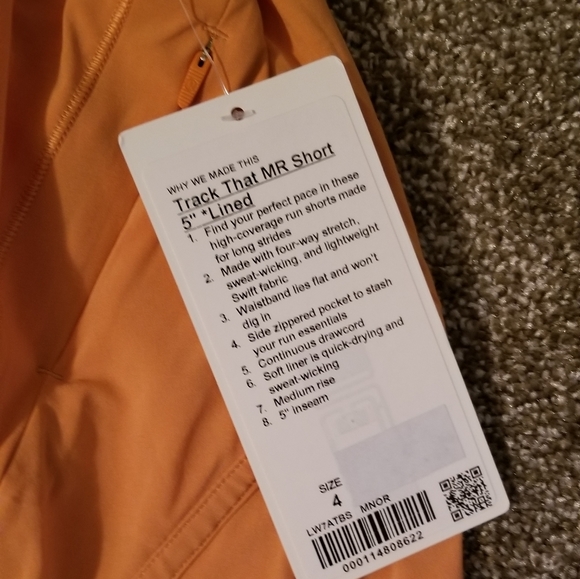 WHY WE MADE THIS
Track That MR Short
5" *Lined
1. Find your perfect pace in these
high-coverage run shorts made
for long strides
2. Made with four-way stretch,
sweat-wicking, and lightweight
Swift fabric
3. Waistband lies flat and won't
dig in
4. Side zippered pocket to stash
your run essentials
5. Continuous drawcord
6. Soft liner is quick-drying and
sweat-wicking
7. Medium rise
8. 5" inseam
SIZE
4
LW7ATBS MNOR
000114808622